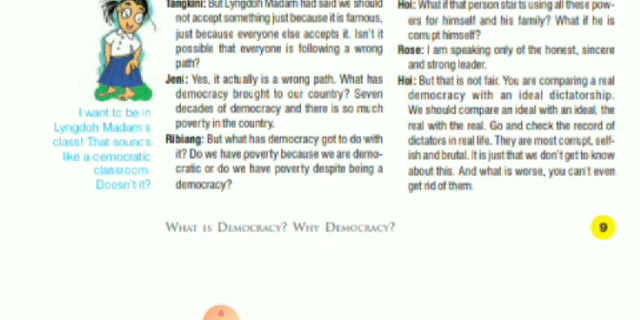 Tangkini: But Lyngdoh Madam had said we should
not accept something just because it is famous,
just because everyone else accepts it. Isn't it
possible that everyone is following a wrong
path?
Jeni: Yes, it actually is a wrong path. What has
democracy brought to our country? Seven
decades of democracy and there is so much
poverty in the country.
Ribiang: But what has democracy got to do with
it? Do we have poverty because we are demo-
cratic or do we have poverty despite being a
democracy?
Hoi: What if that person starts using all these pow-
ers for himself and his family? What if he is
corrupt himself?
Rose: I am speaking only of the honest, sincere
and strong leader.
Hoi: But that is not fair. You are comparing a real
democracy with an ideal dictatorship.
We should compare an ideal with an ideal, the
real with the real. Go and check the record of
dictators in real life. They are most corrupt, self-
ish and brutal. It is just that we don't get to know
about this. And what is worse, you can't even
get rid of them.
I want to be in
Lyngdoh Madam's
class! That sounds
like a democratic
classroom.
Doesn't it?
WHAT IS DEMOCRACY? WHY DEMOCRACY?
9